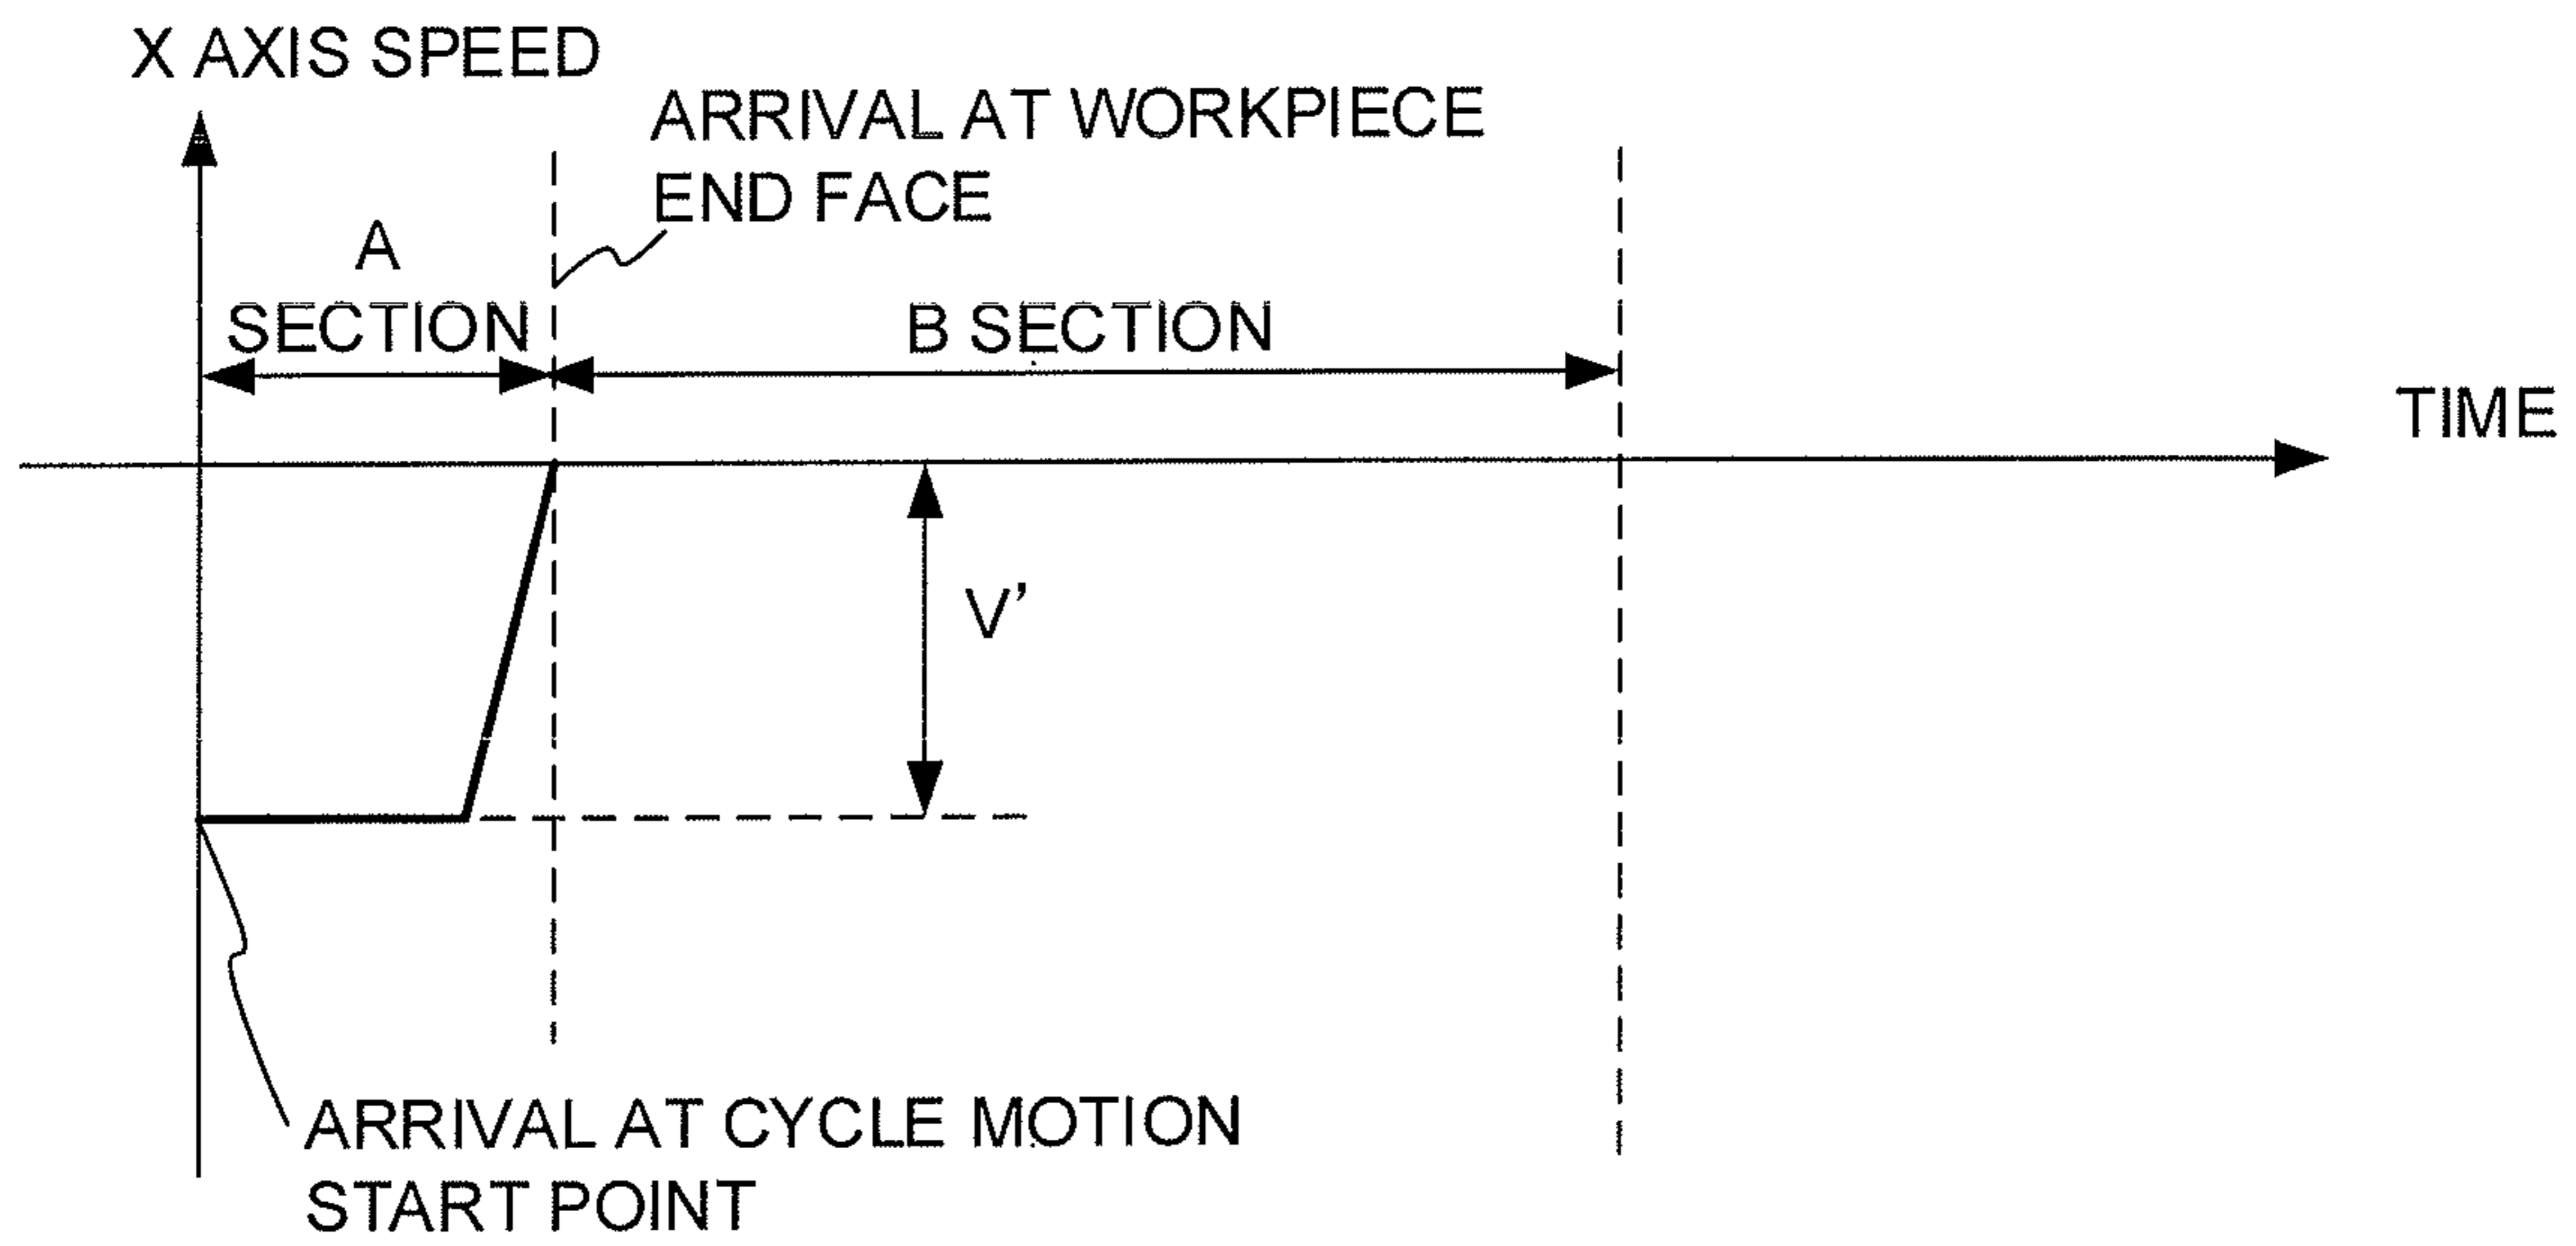 X AXIS SPEED
ARRIVAL AT WORKPIECE
END FACE
A
SECTION
B SECTION
TIME
V’
ARRIVAL AT CYCLE MOTION
START POINT